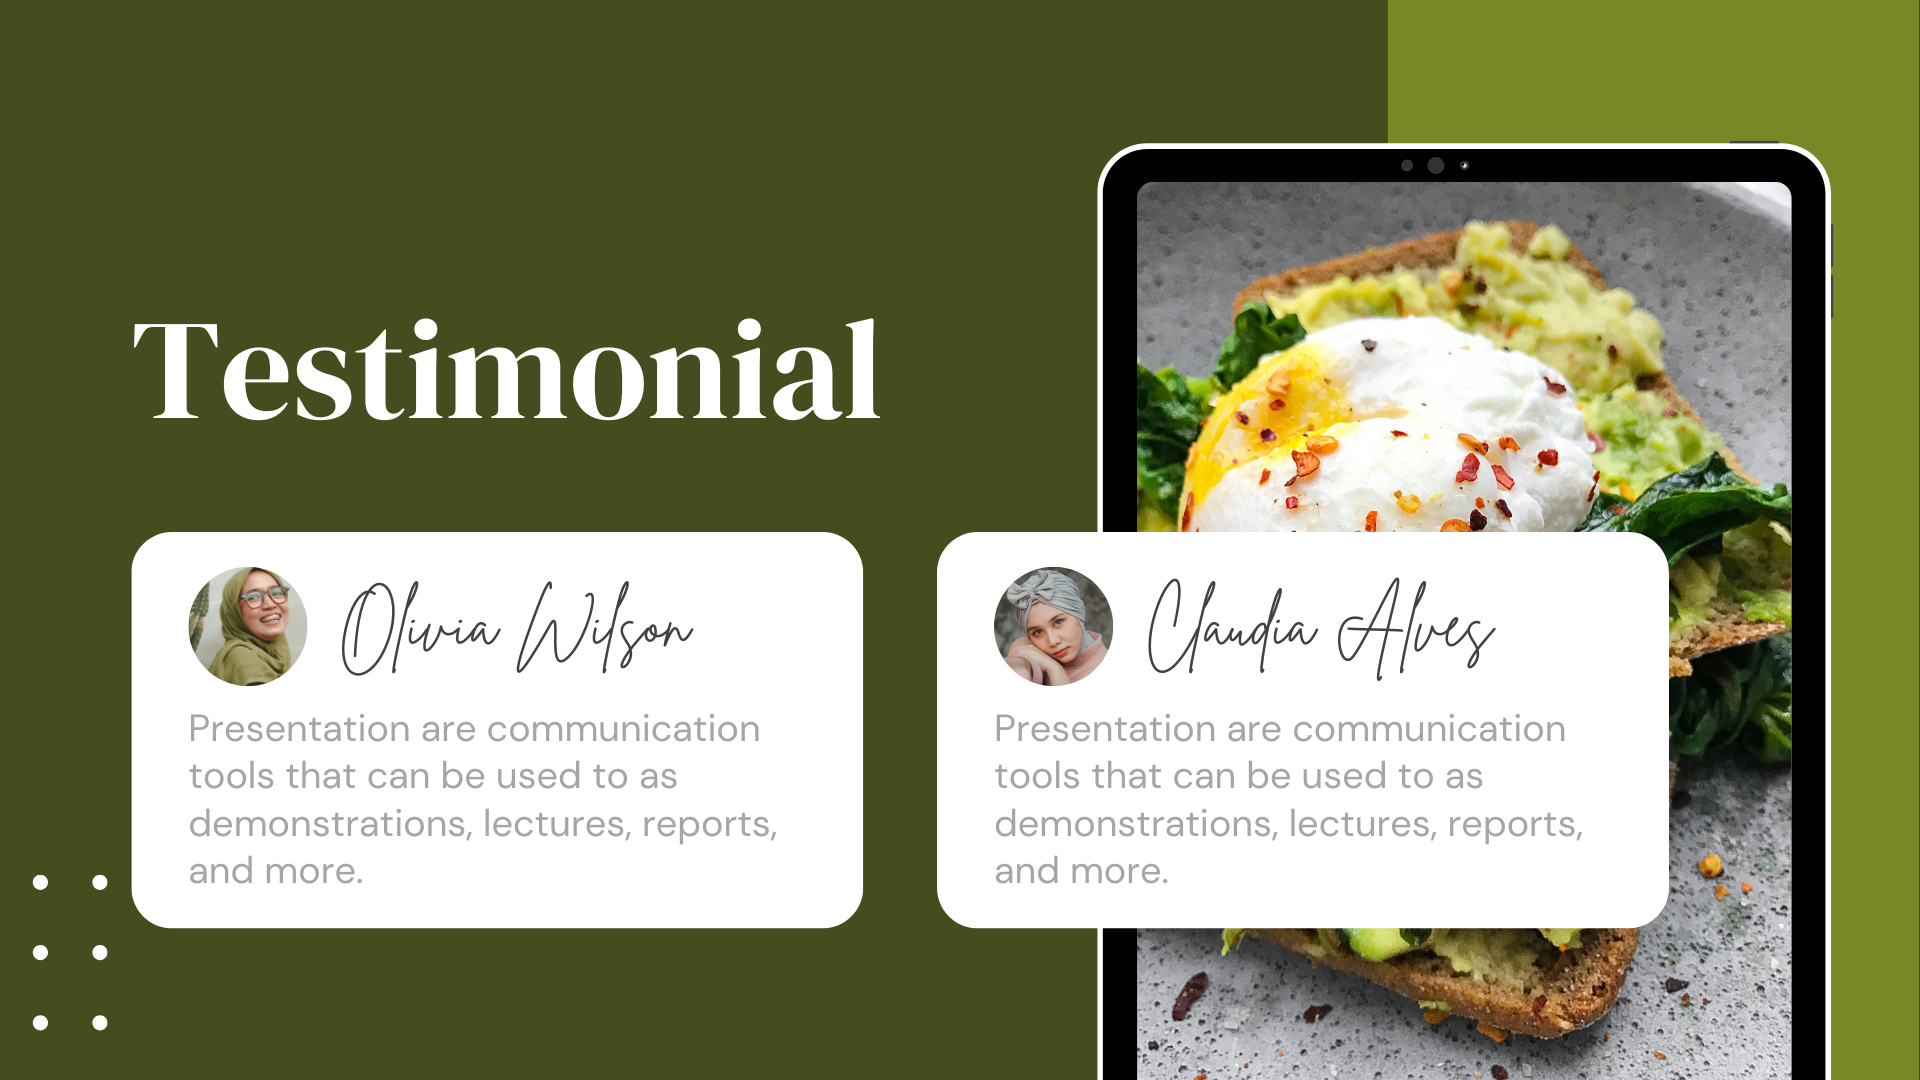 Testimonial
Olivia Wilson
Presentation are communication
tools that can be used to as
demonstrations, lectures, reports,
and more.
Claudia Alves
Presentation are communication
tools that can be used to as
demonstrations, lectures, reports,
and more.